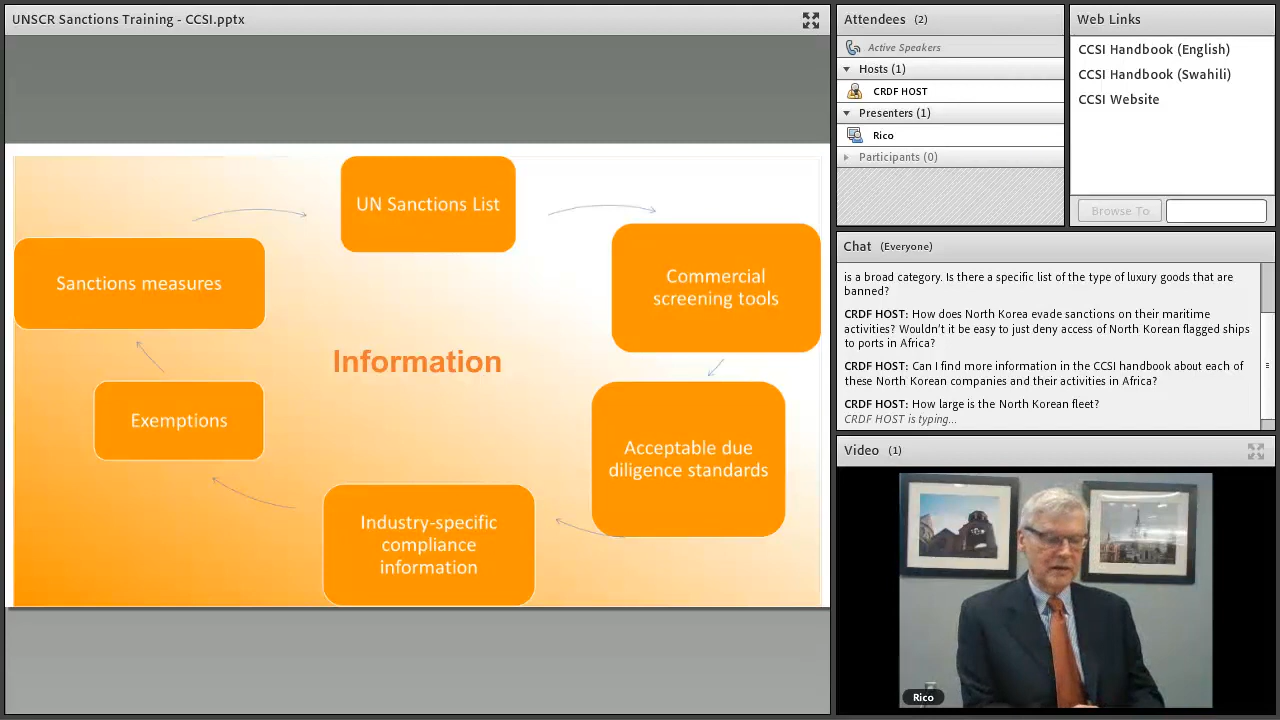 UNSCR Sanctions Training - CCSI.pptx
UN Sanctions List
Commercial
screening tools
Acceptable due
diligence standards
Industry-specific
compliance
information
Exemptions
Sanctions measures
Information
Attendees (2)
Active Speakers
Hosts (1)
CRDF HOST
Presenters (1)
Rico
Participants (0)
Web Links
CCSI Handbook (English)
CCSI Handbook (Swahili)
CCSI Website
Browse To
Chat (Everyone)
is a broad category. Is there a specific list of the type of luxury goods that are
banned?
CRDF HOST: How does North Korea evade sanctions on their maritime
activities? Wouldn't it be easy to just deny access of North Korean flagged ships
to ports in Africa?
CRDF HOST: Can I find more information in the CCSI handbook about each of
these North Korean companies and their activities in Africa?
CRDF HOST: How large is the North Korean fleet?
CRDF HOST is typing...
Video (1)
Rico